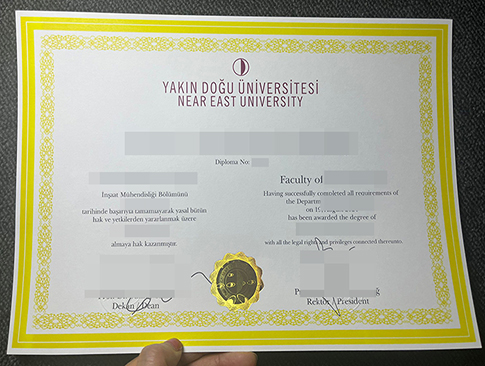 YAKIN DOĞU ÜNİVERSİTESİ
NEAR EAST UNIVERSITY
Diploma No:
Faculty of
İnşaat Mühendisliği Bölümünü
Having successfully completed all requirements of
the Departm
tarihinde başarıyla tamamlayarak yasal bütün
on
hak ve yetkilerden yararlanmak üzere
has been awarded the degree of
almaya hak kazanmıştır.
with all the legal rights and privileges connected thereunto.
Dekan / Dean
Rektör / President